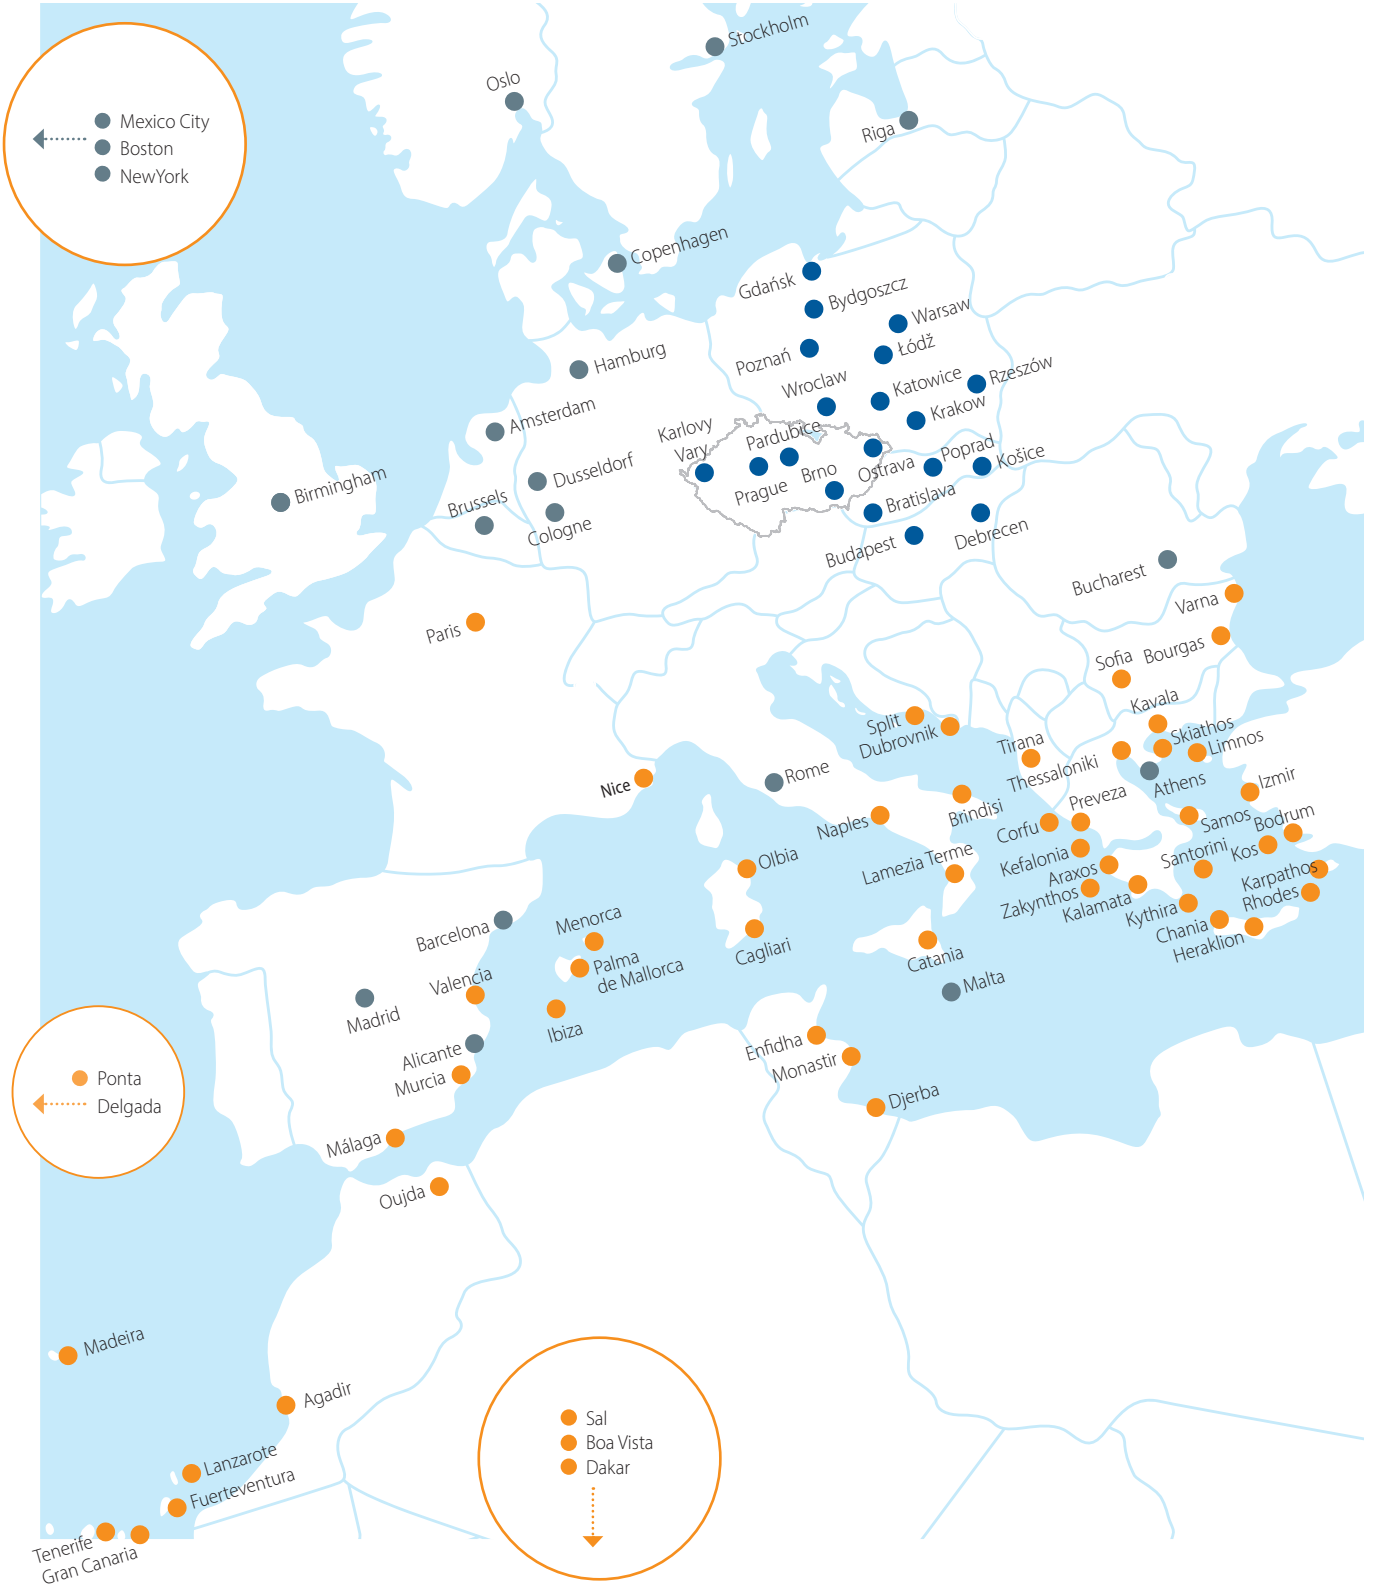 Stockholm
Oslo
Mexico City
Boston
NewYork
Riga
Copenhagen
Gdańsk
Bydgoszcz
Warsaw
Łódž
Poznań
Hamburg
Wroclaw
Katowice
Rzeszów
Krakow
Amsterdam
Karlovy
Vary
Pardubice
Prague
Brno
Ostrava
Poprad
Košice
Dusseldorf
Birmingham
Brussels
Cologne
Bratislava
Budapest
Debrecen
Bucharest
Varna
Paris
Bourgas
Sofia
Kavala
Split
Dubrovnik
Tirana
Skiathos
Limnos
Thessaloniki
Athens
Izmir
Nice
Rome
Brindisi
Preveza
Naples
Corfu
Samos
Bodrum
Olbia
Lamezia Terme
Kefalonia
Araxos
Santorini
Kos
Karpathos
Zakynthos
Kalamata
Rhodes
Kythira
Chania
Heraklion
Barcelona
Menorca
Cagliari
Catania
Palma
de Mallorca
Valencia
Malta
Madrid
Ibiza
Alicante
Enfidha
Murcia
Monastir
Ponta
Delgada
Djerba
Málaga
Oujda
Madeira
Agadir
Sal
Boa Vista
Dakar
Lanzarote
Fuerteventura
Tenerife
Gran Canaria